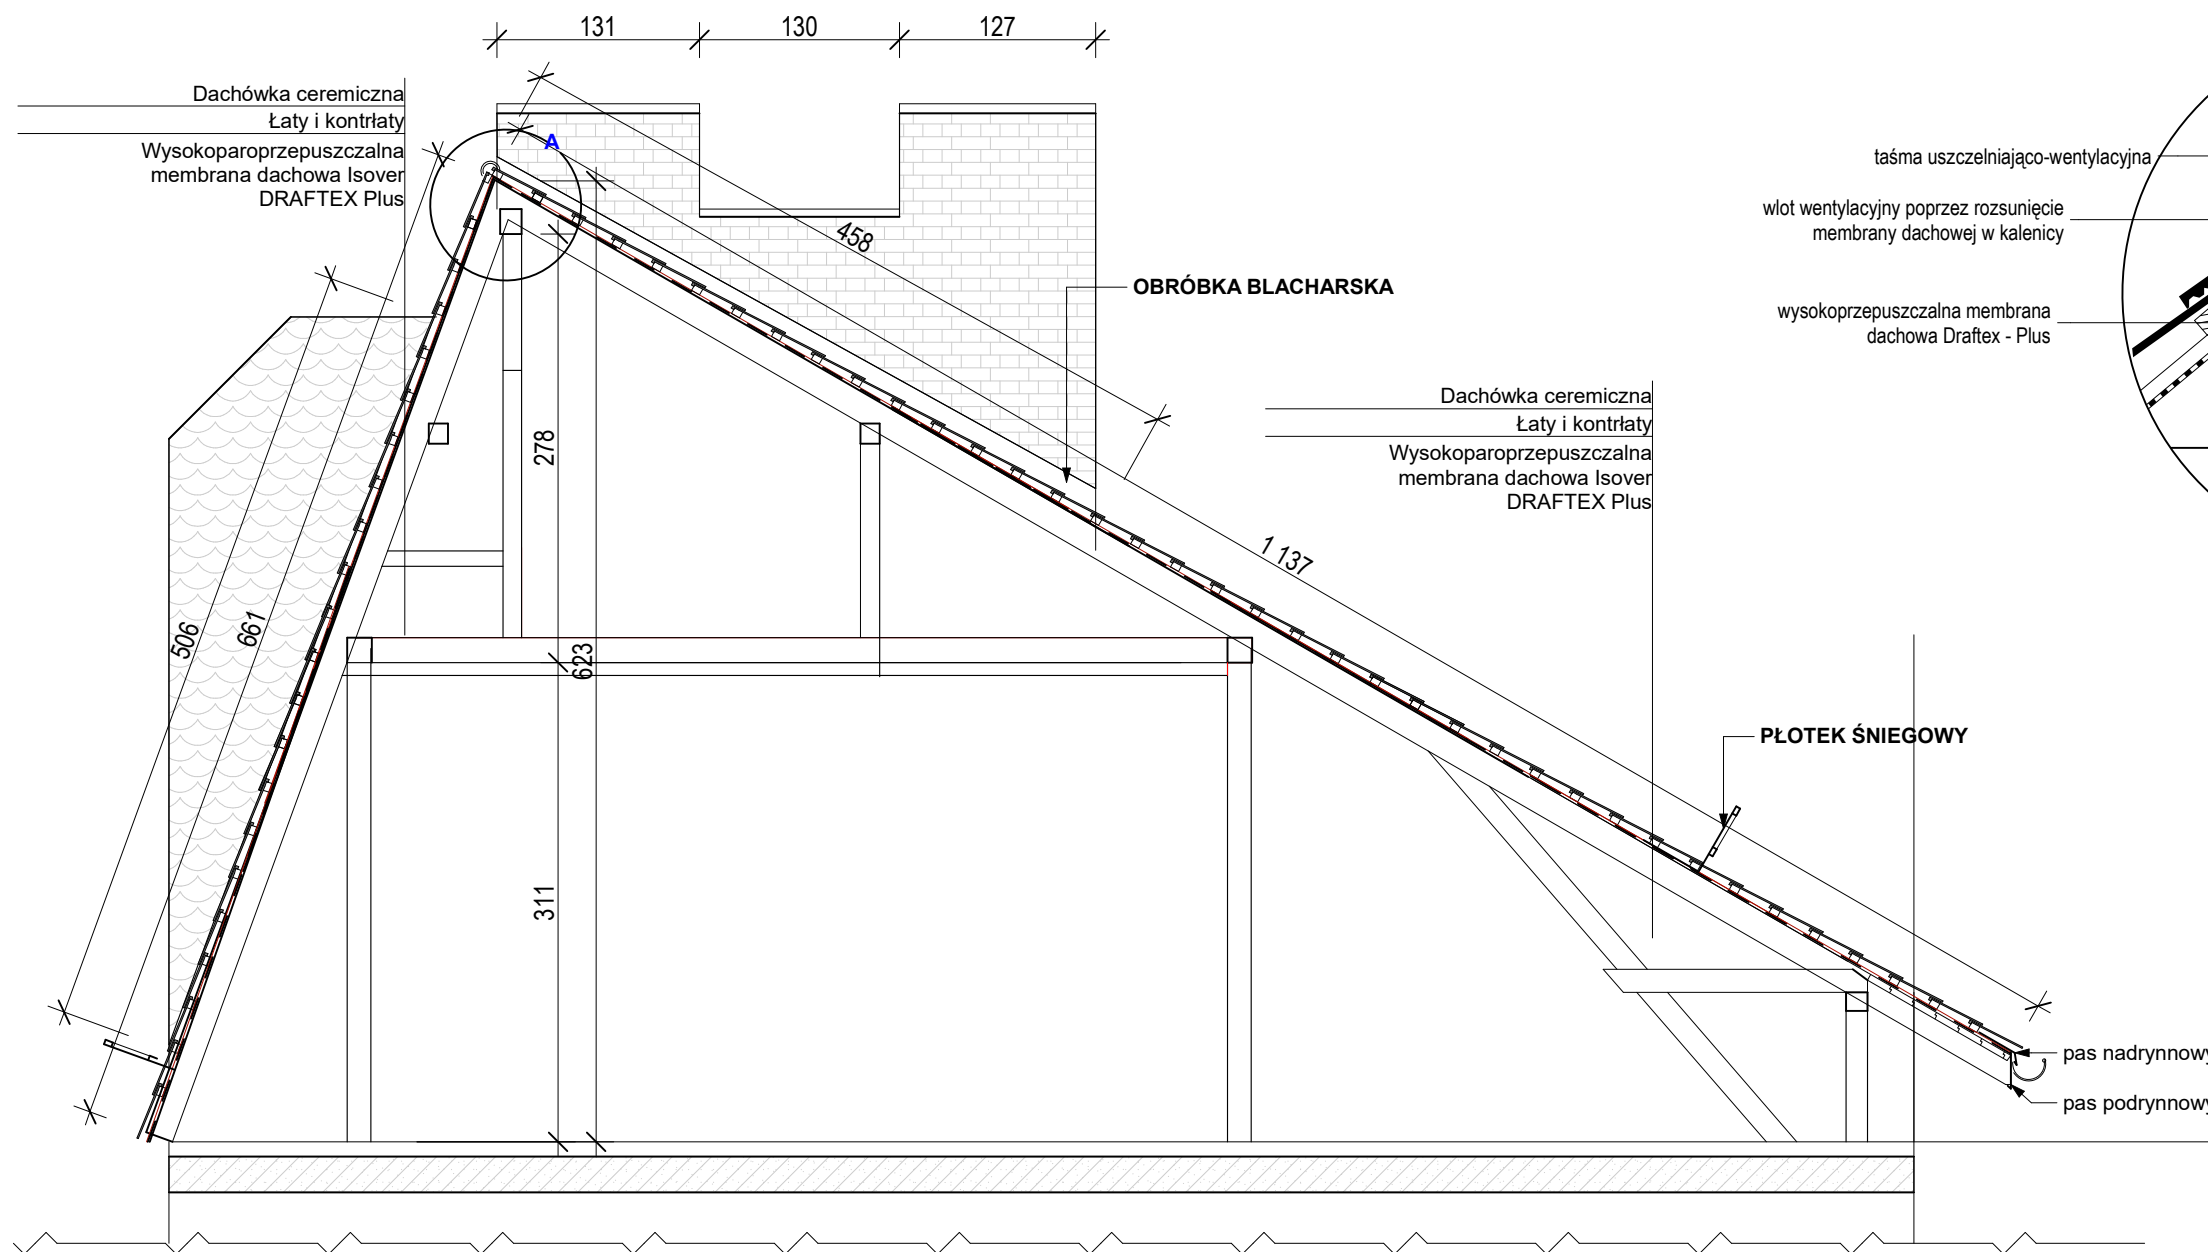 131
130
127
Dachówka ceremiczna
Łaty i kontrłaty
Wysokoparoprzepuszczalna
membrana dachowa Isover
DRAFTEX Plus
A
458
taśma uszczelniająco-wentylacyjna
wlot wentylacyjny poprzez rozsunięcie
membrany dachowej w kalenicy
OBRÓBKA BLACHARSKA
wysokoprzepuszczalna membrana
dachowa Draftex - Plus
Dachówka ceremiczna
Łaty i kontrłaty
Wysokoparoprzepuszczalna
membrana dachowa Isover
DRAFTEX Plus
278
1 137
506
661
623
PŁOTEK ŚNIEGOWY
311
pas nadrynnowy
pas podrynnowy